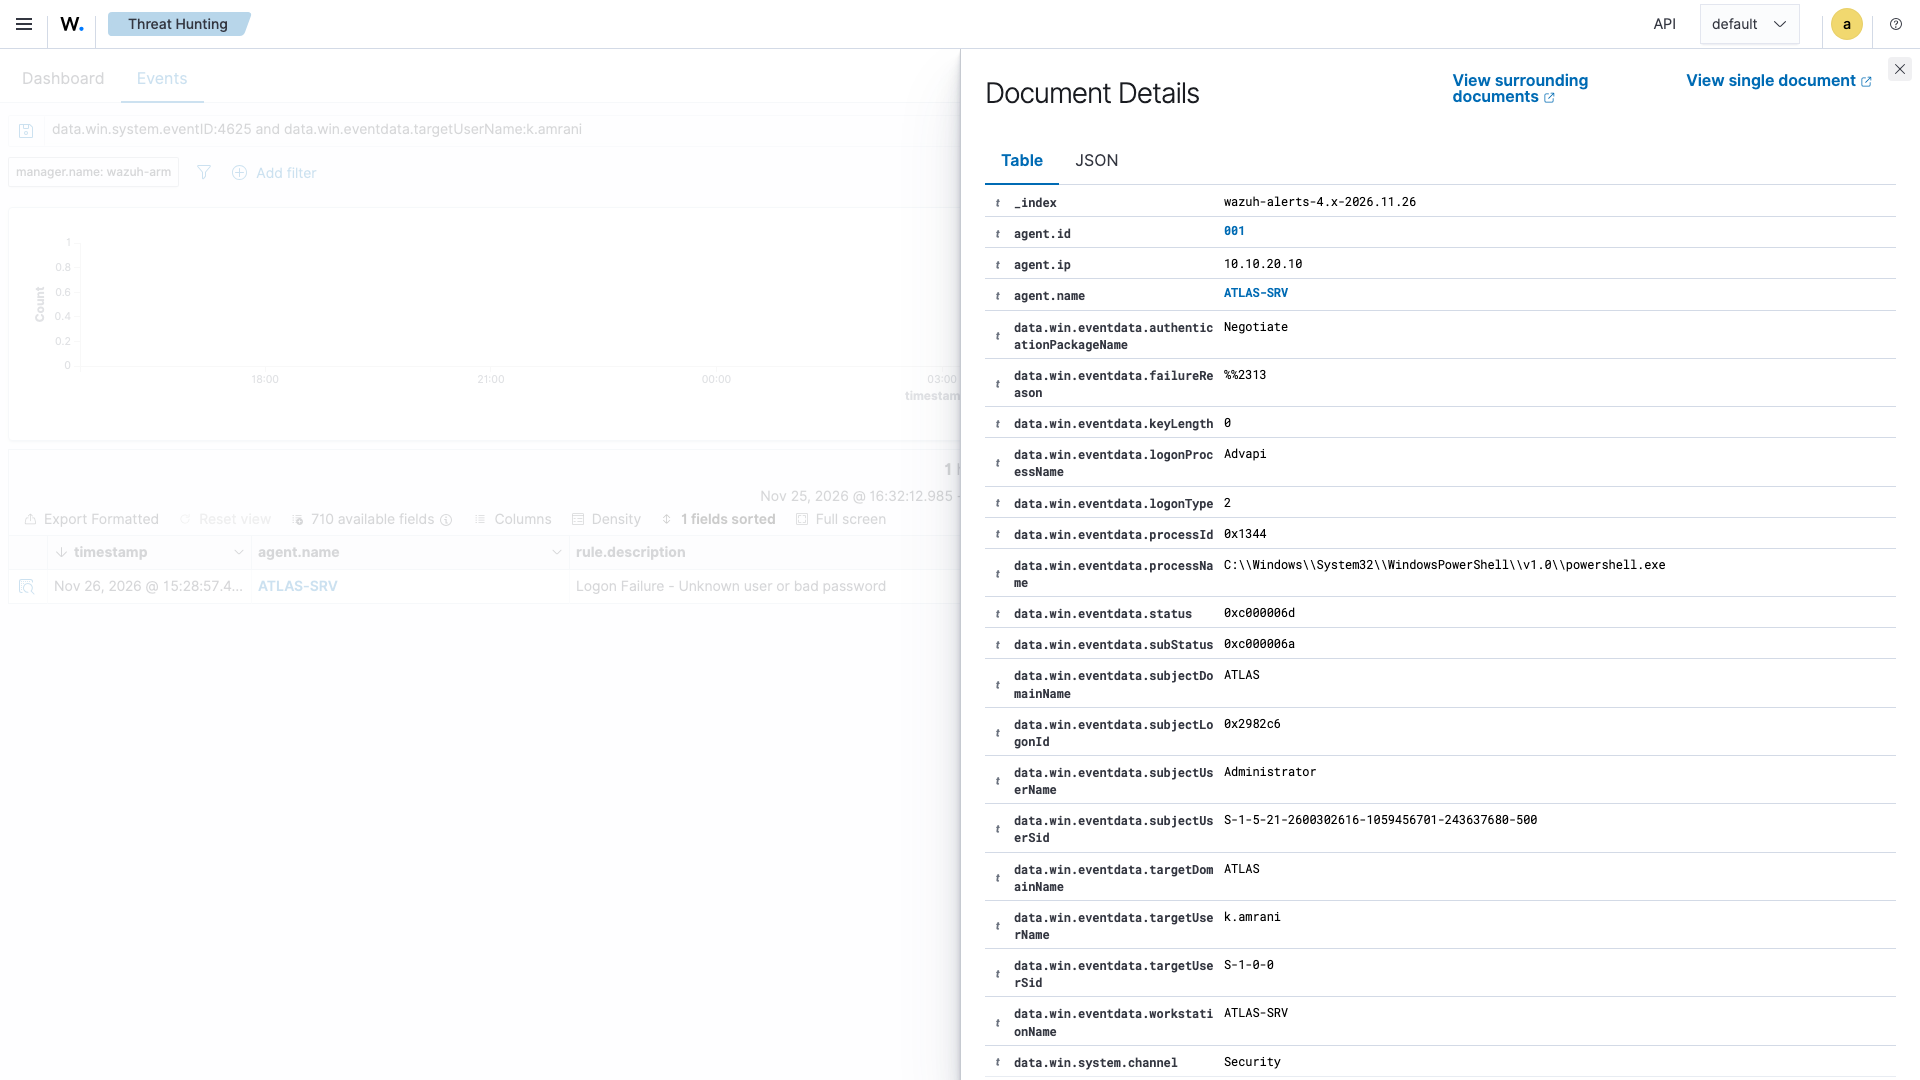 W.
Threat Hunting
API
default
a
Dashboard
Events
data.win.system.eventID:4625 and data.win.eventdata.targetUserName:k.amrani
manager.name: wazuh-arm
Add filter
Count
1
0.8
0.6
0.4
0.2
0
18:00
21:00
00:00
03:00
timestam
1 h
Nov 25, 2026 @ 16:32:12.985 -
Export Formatted
Reset view
710 available fields
Columns
Density
1 fields sorted
Full screen
timestamp
agent.name
rule.description
Nov 26, 2026 @ 15:28:57.4...
ATLAS-SRV
Logon Failure - Unknown user or bad password
Document Details
View surrounding
documents
View single document
Table
JSON
t _index wazuh-alerts-4.x-2026.11.26
t agent.id 001
t agent.ip 10.10.20.10
t agent.name ATLAS-SRV
t data.win.eventdata.authentic Negotiate
ationPackageName
t data.win.eventdata.failureRe %%2313
ason
t data.win.eventdata.keyLength 0
t data.win.eventdata.logonProc Advapi
essName
t data.win.eventdata.logonType 2
t data.win.eventdata.processId 0x1344
t data.win.eventdata.processNa C:\\Windows\\System32\\WindowsPowerShell\\v1.0\\powershell.exe
me
t data.win.eventdata.status 0xc000006d
t data.win.eventdata.subStatus 0xc000006a
t data.win.eventdata.subjectDo ATLAS
mainName
t data.win.eventdata.subjectLo 0x2982c6
gonId
t data.win.eventdata.subjectUs Administrator
erName
t data.win.eventdata.subjectUs S-1-5-21-2600302616-1059456701-243637680-500
erSid
t data.win.eventdata.targetDom ATLAS
ainName
t data.win.eventdata.targetUse k.amrani
rName
t data.win.eventdata.targetUse S-1-0-0
rSid
t data.win.eventdata.workstati ATLAS-SRV
onName
t data.win.system.channel Security